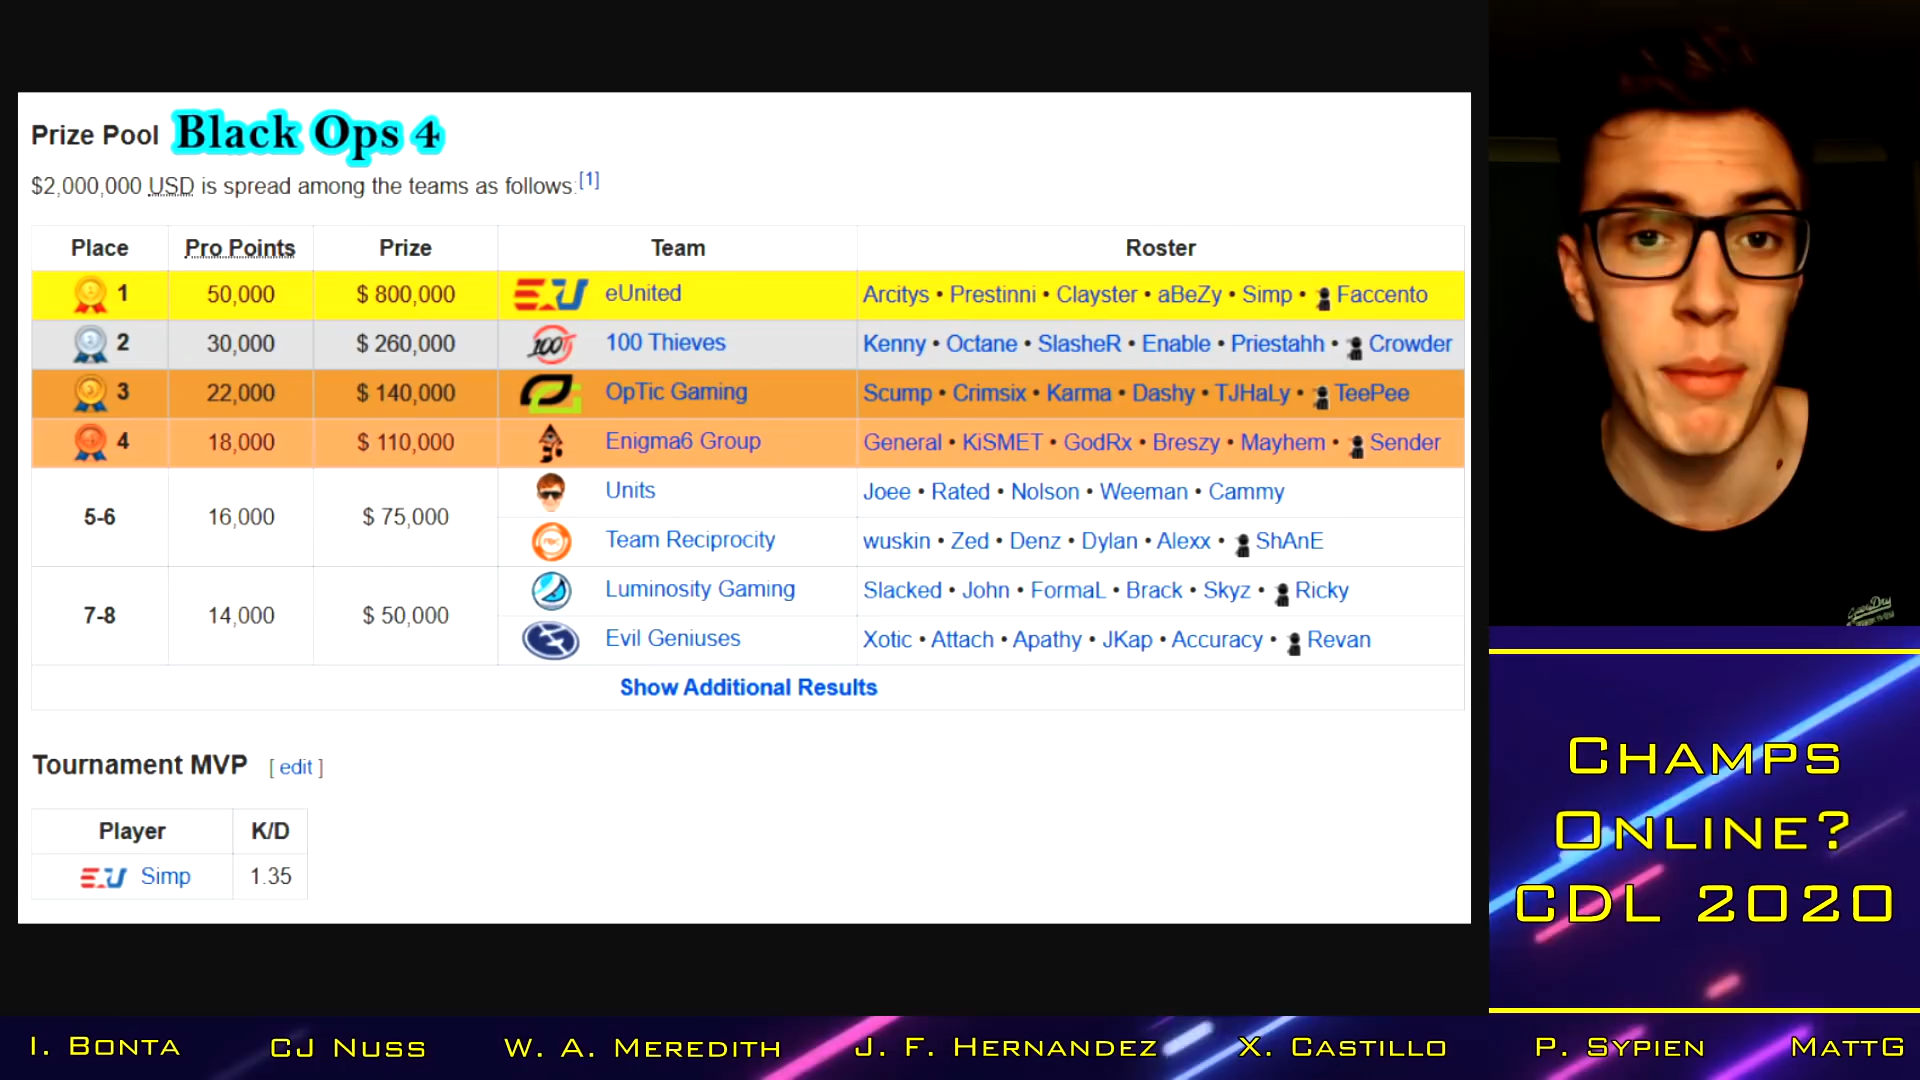 Prize Pool Black Ops 4
$2,000,000 USD is spread among the teams as follows:[1]
Place Pro Points Prize Team Roster
1 50,000 $ 800,000 eUnited Arcitys • Prestinni • Clayster • aBeZy • Simp • Faccento
2 30,000 $ 260,000 100T 100 Thieves Kenny • Octane • SlasheR • Enable • Priestahh • Crowder
3 22,000 $ 140,000 OpTic Gaming Scump • Crimsix • Karma • Dashy • TJHaLy • TeePee
4 18,000 $ 110,000 Enigma6 Group General • KiSMET • GodRx • Breszy • Mayhem • Sender
5-6 16,000 $ 75,000 Units Joee • Rated • Nolson • Weeman • Cammy
Team Reciprocity wuskin • Zed • Denz • Dylan • Alexx • ShAnE
7-8 14,000 $ 50,000 Luminosity Gaming Slacked • John • FormaL • Brack • Skyz • Ricky
Evil Geniuses Xotic • Attach • Apathy • JKap • Accuracy • Revan
Show Additional Results
Tournament MVP [ edit ]
Player K/D
EU Simp 1.35
Champs
Online?
CDL 2020
I. Bonta CJ Nuss W. A. Meredith J. F. Hernandez X. Castillo P. Sypien MattG